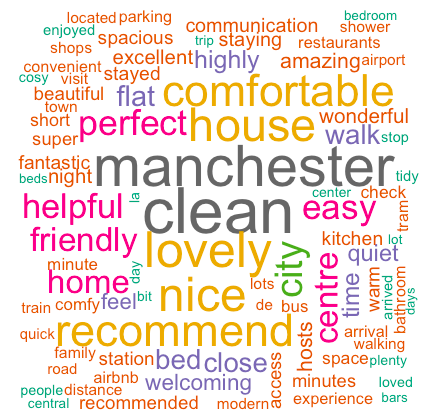 located parking
bedroom
enjoyed
communication
shower
shops
spacious
trip
staying
restaurants
convenient
excellent
highly
amazing
airport
cosy
visit
stayed
beautiful
flat
comfortable
town
short
perfect
house
wonderful
super
walk
stop
fantastic
manchester
beds
night
center
check
tidy
helpful
la
clean
easy
tram
friendly
lovely
city
kitchen
lot
minute
day
quiet
home
nice
lots
centre
time
warm
bathroom
arrived
days
train
comfy
feel
bit
de
bus
quick
recommend
hosts
arrival
walking
family
station
bed
close
access
space
plenty
road
airbnb
welcoming
minutes
loved
people
distance
experience
bars
central
recommended
modern